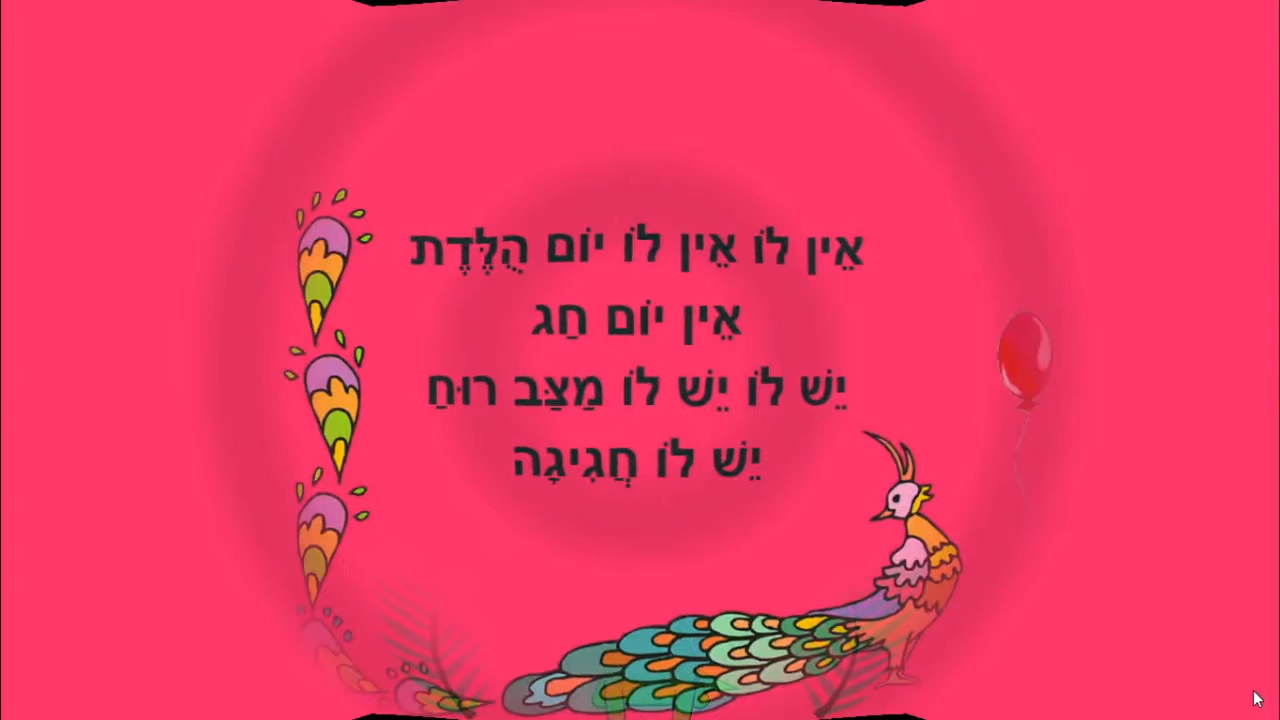 אֵין לוֹ אֵין לוֹ יוֹם הֻלֶּדֶת
אֵין יוֹם חַג
יֵשׁ לוֹ יֵשׁ לוֹ מַצַּב רוּחַ
יֵשׁ לוֹ חֲגִיגָה